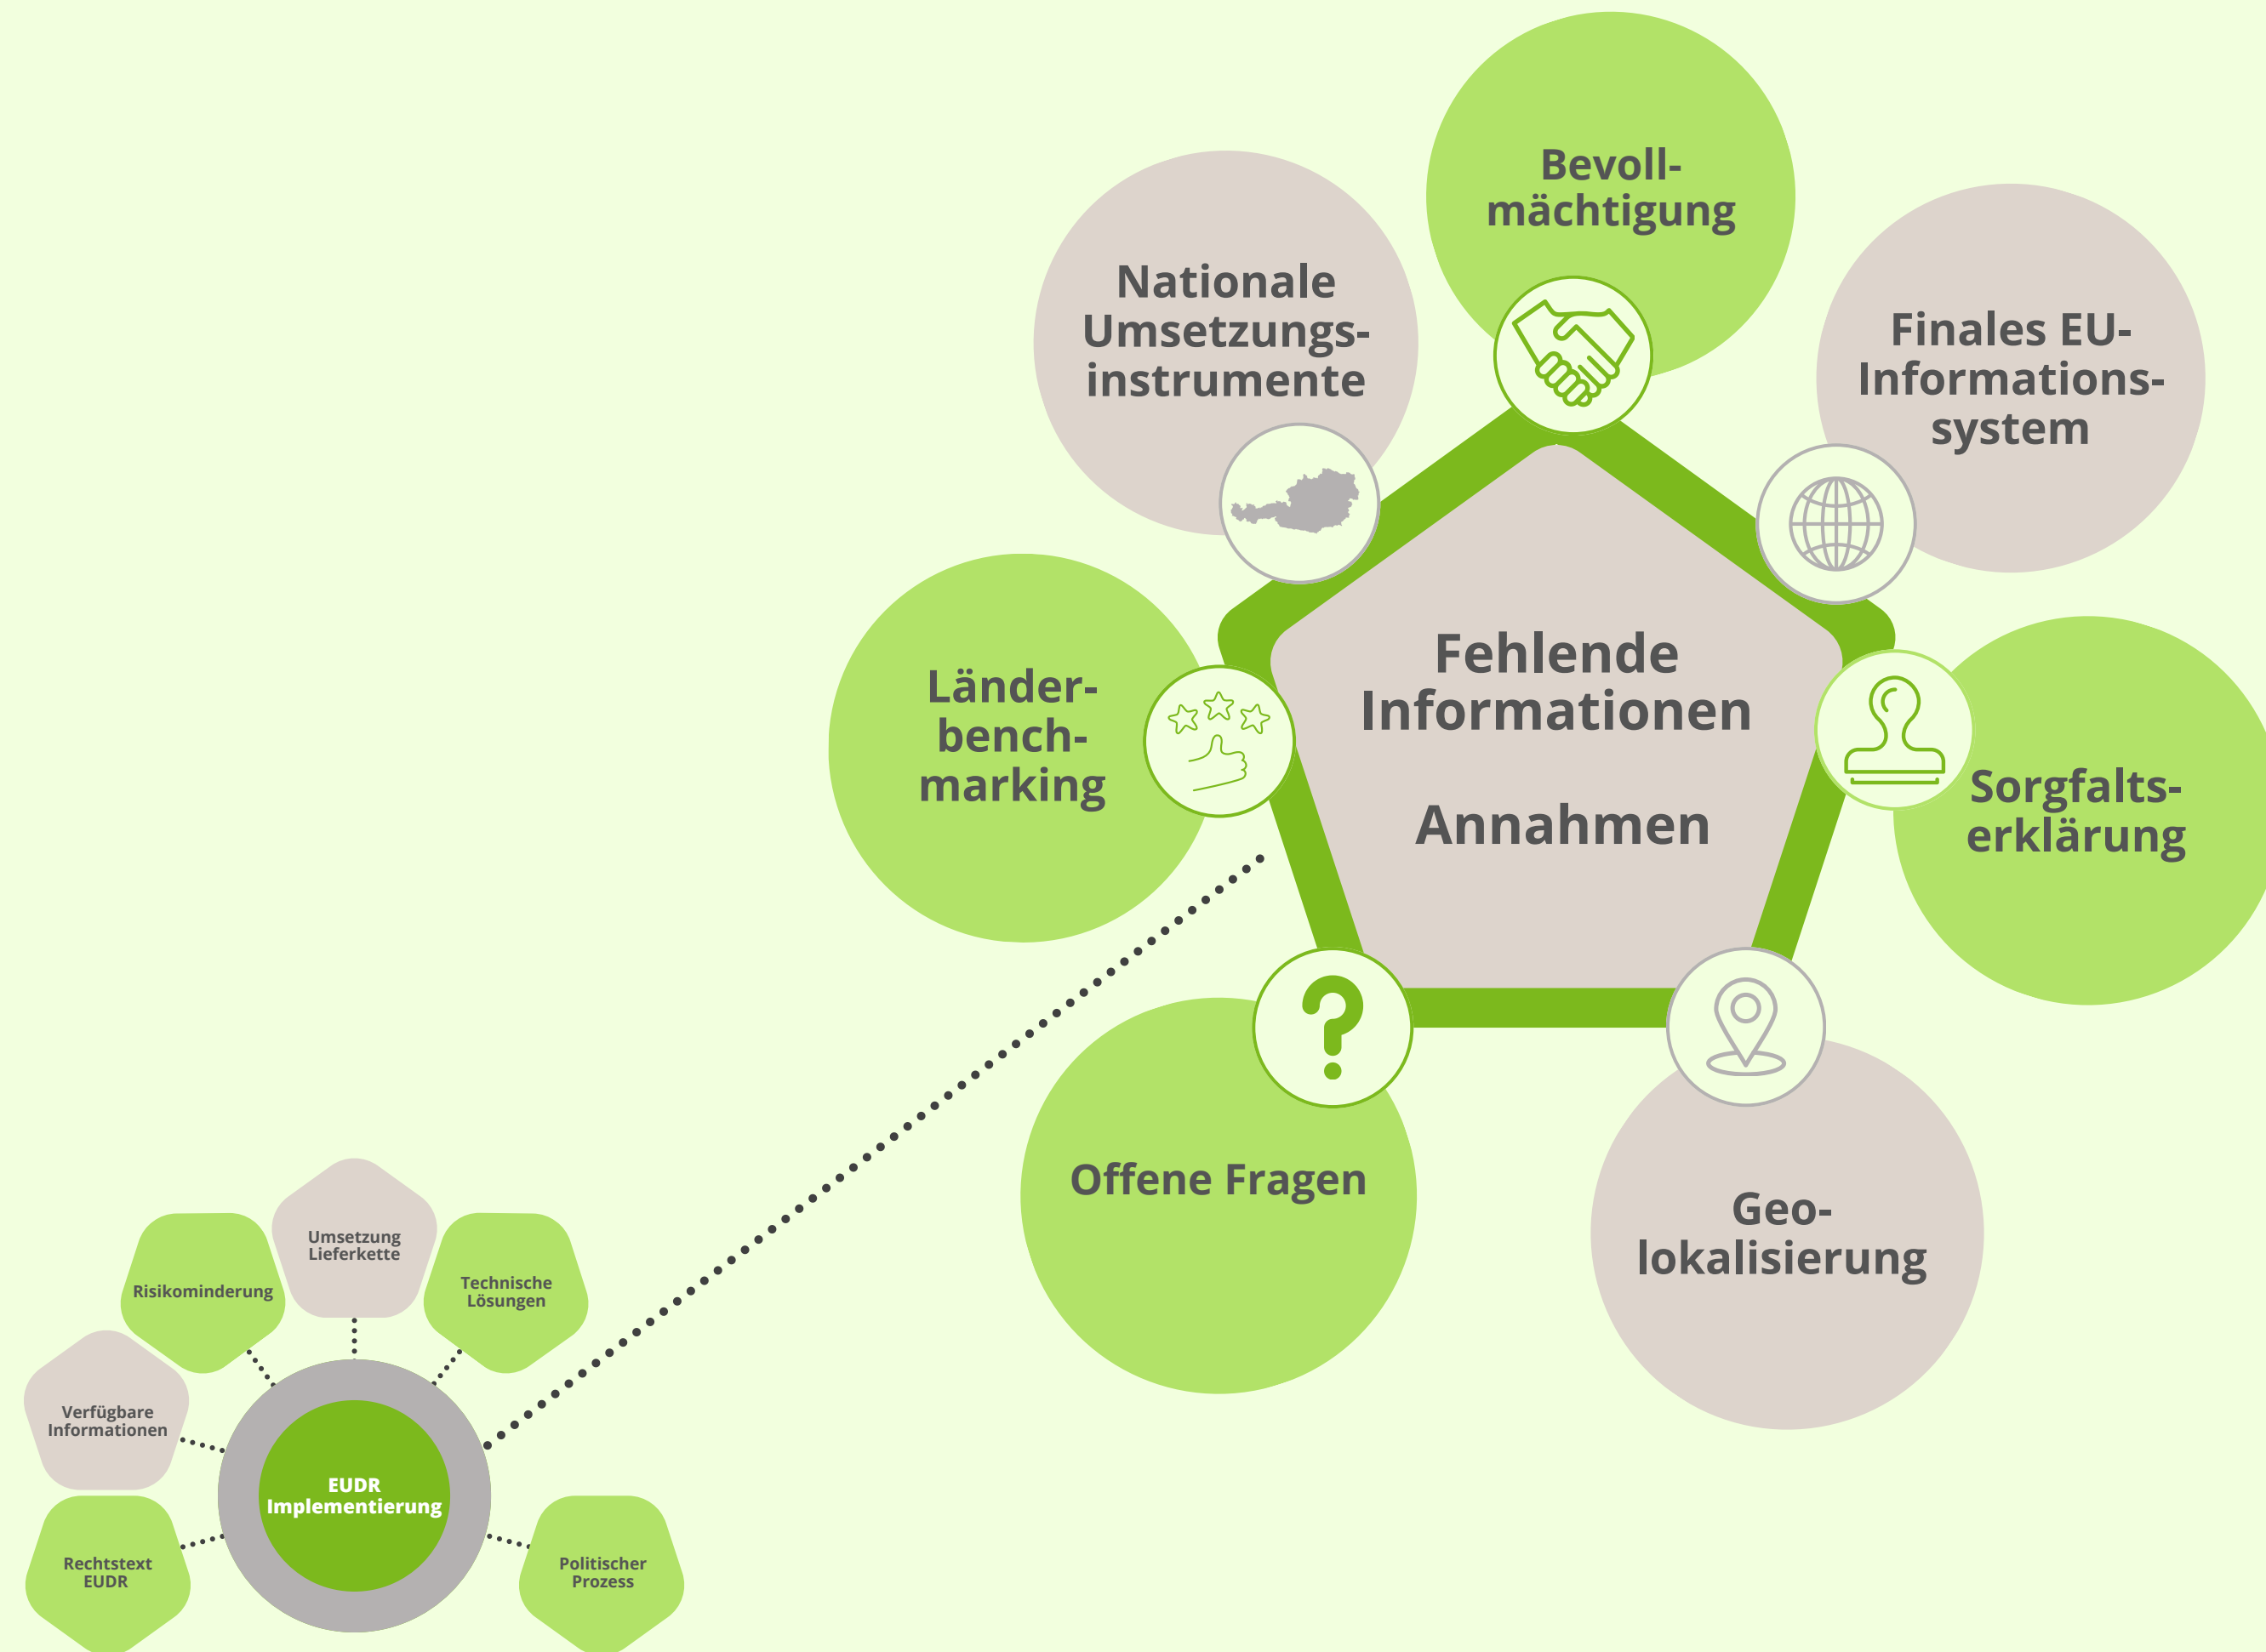 Bevoll-
mächtigung
Nationale
Umsetzungs-
instrumente
Finales EU-
Informations-
system
Fehlende
Informationen
Annahmen
Länder-
bench-
marking
Sorgfalts-
erklärung
Offene Fragen
Geo-
lokalisierung
Umsetzung
Lieferkette
Risikominderung
Technische
Lösungen
Verfügbare
Informationen
EUDR
Implementierung
Rechtstext
EUDR
Politischer
Prozess